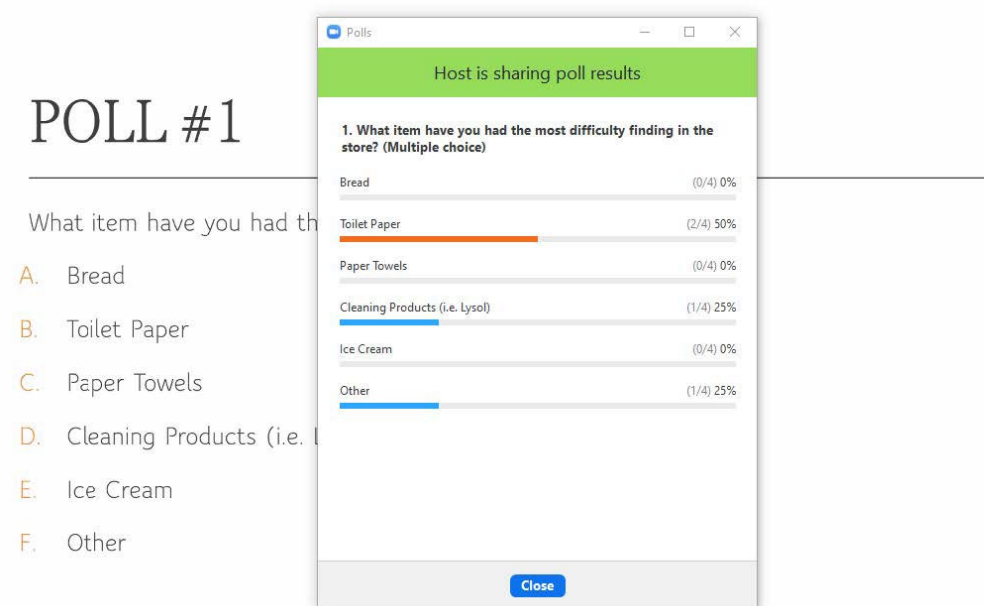 Polls
Host is sharing poll results
POLL #1
1. What item have you had the most difficulty finding in the
store? (Multiple choice)
Bread (0/4) 0%
Toilet Paper (2/4) 50%
Paper Towels (0/4) 0%
Cleaning Products (i.e. Lysol) (1/4) 25%
Ice Cream (0/4) 0%
Other (1/4) 25%
Close
What item have you had th
A. Bread
B. Toilet Paper
C. Paper Towels
D. Cleaning Products (i.e.
E. Ice Cream
F. Other